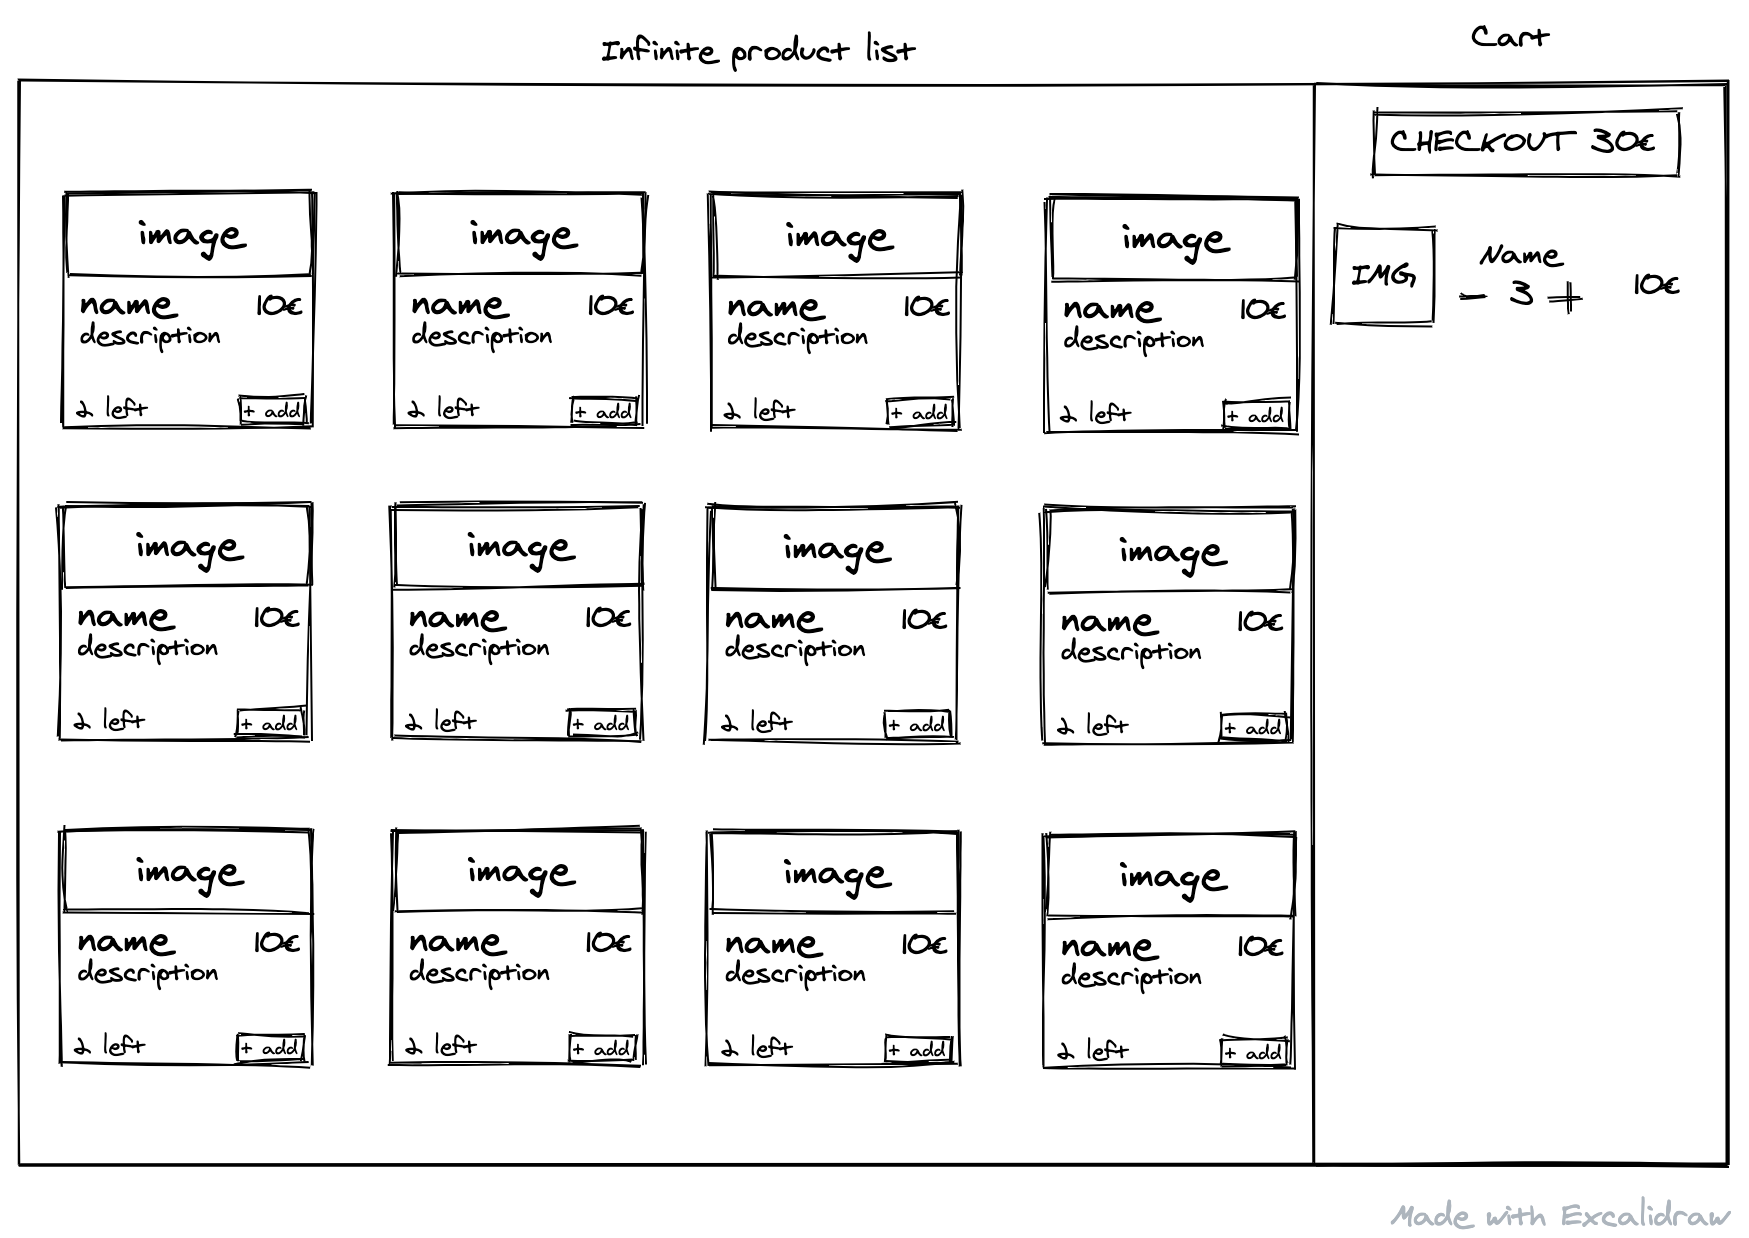 Infinite product list
Cart
CHECKOUT 30€
image image image image
name 10€ name 10€ name 10€ name 10€
description description description description
2 left + add 2 left + add 2 left + add 2 left + add
IMG
Name
- 3 +
10€
image image image image
name 10€ name 10€ name 10€ name 10€
description description description description
2 left + add 2 left + add 2 left + add 2 left + add
image image image image
name 10€ name 10€ name 10€ name 10€
description description description description
2 left + add 2 left + add 2 left + add 2 left + add
Made with Excalidraw